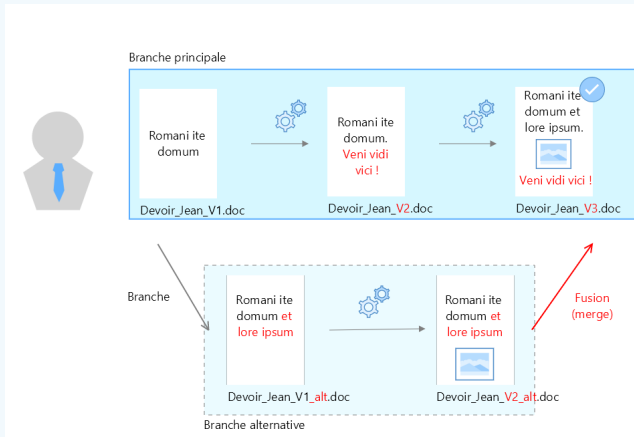 Branche principale
Romani ite
domum
Devoir_Jean_V1.doc
Romani ite
domum.
Veni vidi
vici !
Devoir_Jean_V2.doc
Romani ite
domum et
lore ipsum.
Veni vidi vici !
Devoir_Jean_V3.doc
Branche
Romani ite
domum et
lore ipsum
Devoir_Jean_V1_alt.doc
Romani ite
domum et
lore ipsum
Devoir_Jean_V2_alt.doc
Fusion
(merge)
Branche alternative